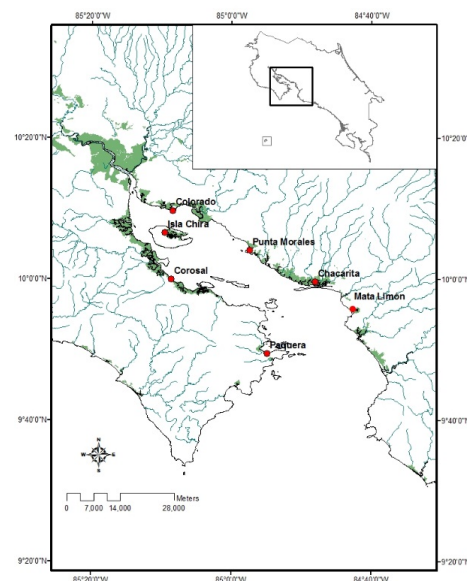 85°20'0"W 85°0'0"W 84°40'0"W
10°20'0"N 10°20'0"N
Colorado
Isla Chira
Punta Morales
Corosal
Chacarita
10°0'0"N 10°0'0"N
Mata Limón
Paquera
9°40'0"N 9°40'0"N
N
W E
S
Meters
0 7,000 14,000 28,000
9°20'0"N 9°20'0"N
85°20'0"W 85°0'0"W 84°40'0"W